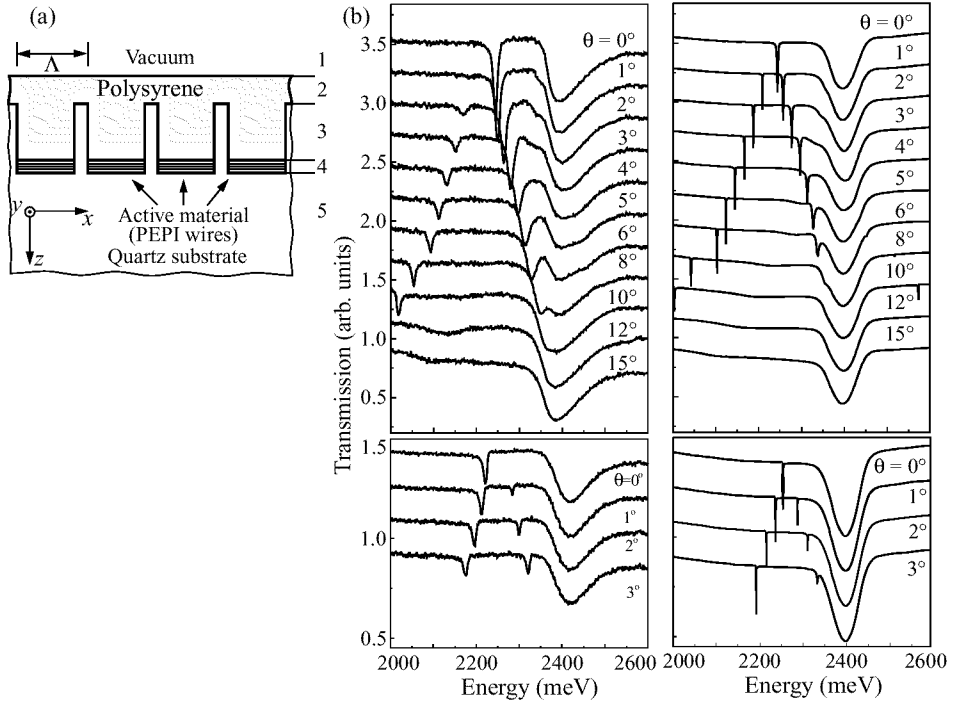 (a)
Λ
Vacuum
Polysyrene
1
2
3
4
5
y
x
z
Active material
(PEPI wires)
Quartz substrate
(b)
Transmission (arb. units)
3.5
3.0
2.5
2.0
1.5
1.0
0.5
θ = 0°
1°
2°
3°
4°
5°
6°
8°
10°
12°
15°
θ = 0°
1°
2°
3°
4°
5°
6°
8°
10°
12°
15°
1.5
1.0
0.5
θ=0°
1°
2°
3°
2000 2200 2400 2600
Energy (meV)
θ = 0°
1°
2°
3°
2000 2200 2400 2600
Energy (meV)